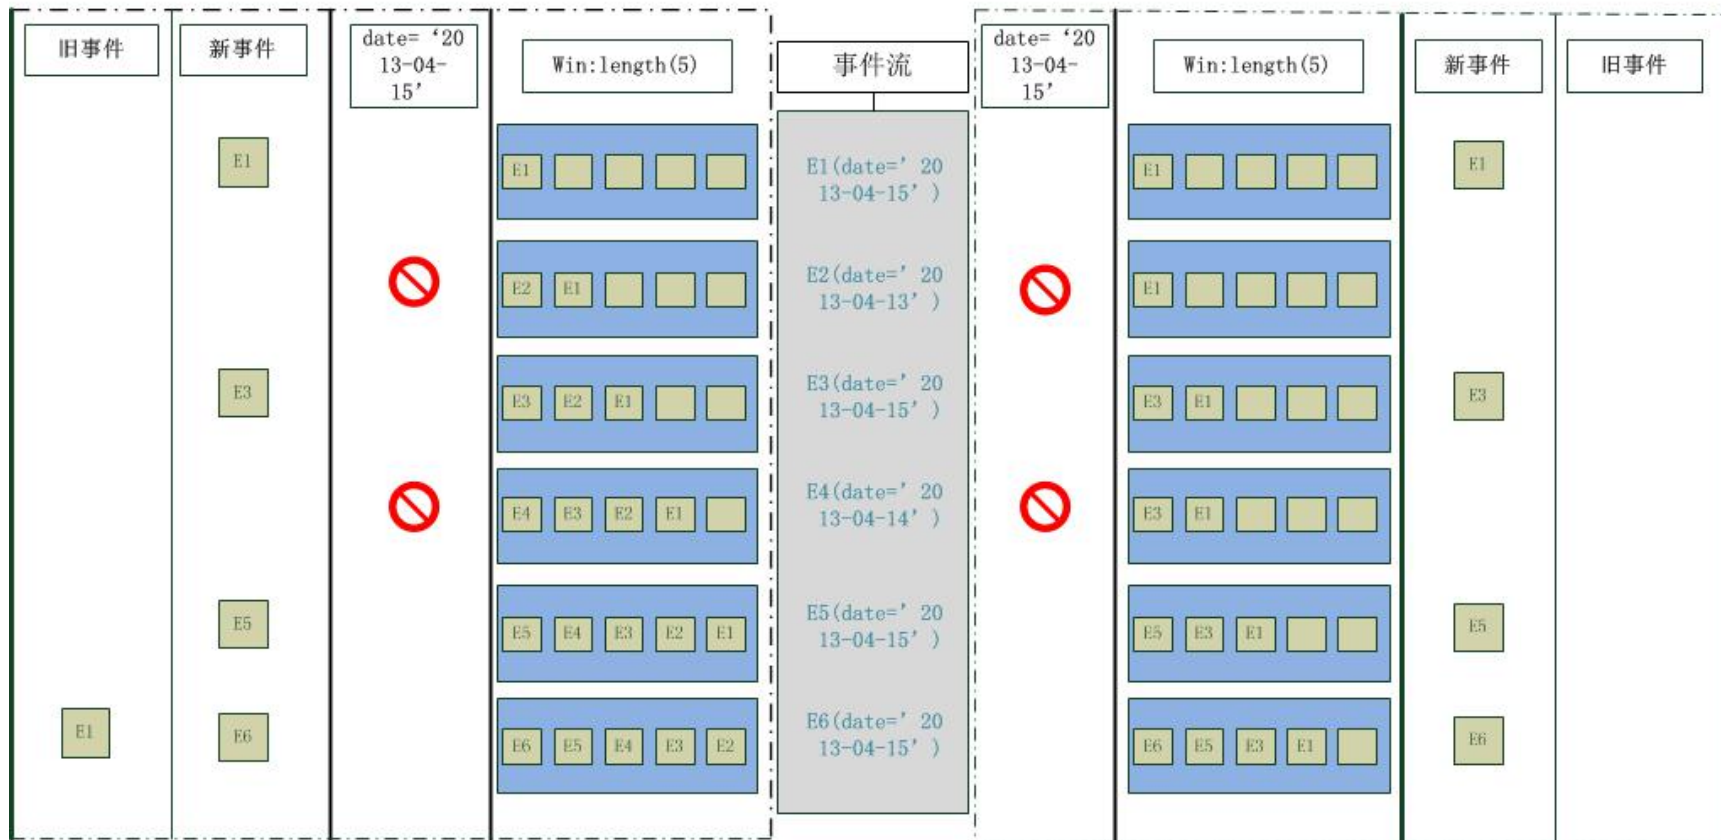 旧事件
新事件
date= ‘20
13-04-
15’
Win:length(5)
事件流
date= ‘20
13-04-
15’
Win:length(5)
新事件
旧事件
E1
E1
E1(date=’ 20
13-04-15’ )
E1
E1
E2 E1
E2(date=’ 20
13-04-13’ )
E1
E3
E3 E2 E1
E3(date=’ 20
13-04-15’ )
E3 E1
E3
E4 E3 E2 E1
E4(date=’ 20
13-04-14’ )
E3 E1
E5
E5 E4 E3 E2 E1
E5(date=’ 20
13-04-15’ )
E5 E3 E1
E5
E1
E6
E6 E5 E4 E3 E2
E6(date=’ 20
13-04-15’ )
E6 E5 E3 E1
E6